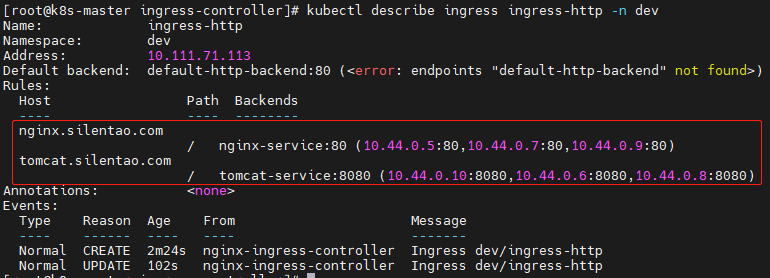 [root@k8s-master ingress-controller]# kubectl describe ingress ingress-http -n dev
Name:             ingress-http
Namespace:        dev
Address:          10.111.71.113
Default backend:  default-http-backend:80 (<error: endpoints "default-http-backend" not found>)
Rules:
  Host                 Path  Backends
  ----                 ----  --------
  nginx.silentao.com
                       /   nginx-service:80 (10.44.0.5:80,10.44.0.7:80,10.44.0.9:80)
  tomcat.silentao.com
                       /   tomcat-service:8080 (10.44.0.10:8080,10.44.0.6:8080,10.44.0.8:8080)
Annotations:           <none>
Events:
  Type    Reason  Age    From                      Message
  ----    ------  ----   ----                      -------
  Normal  CREATE  2m24s  nginx-ingress-controller  Ingress dev/ingress-http
  Normal  UPDATE  102s   nginx-ingress-controller  Ingress dev/ingress-http